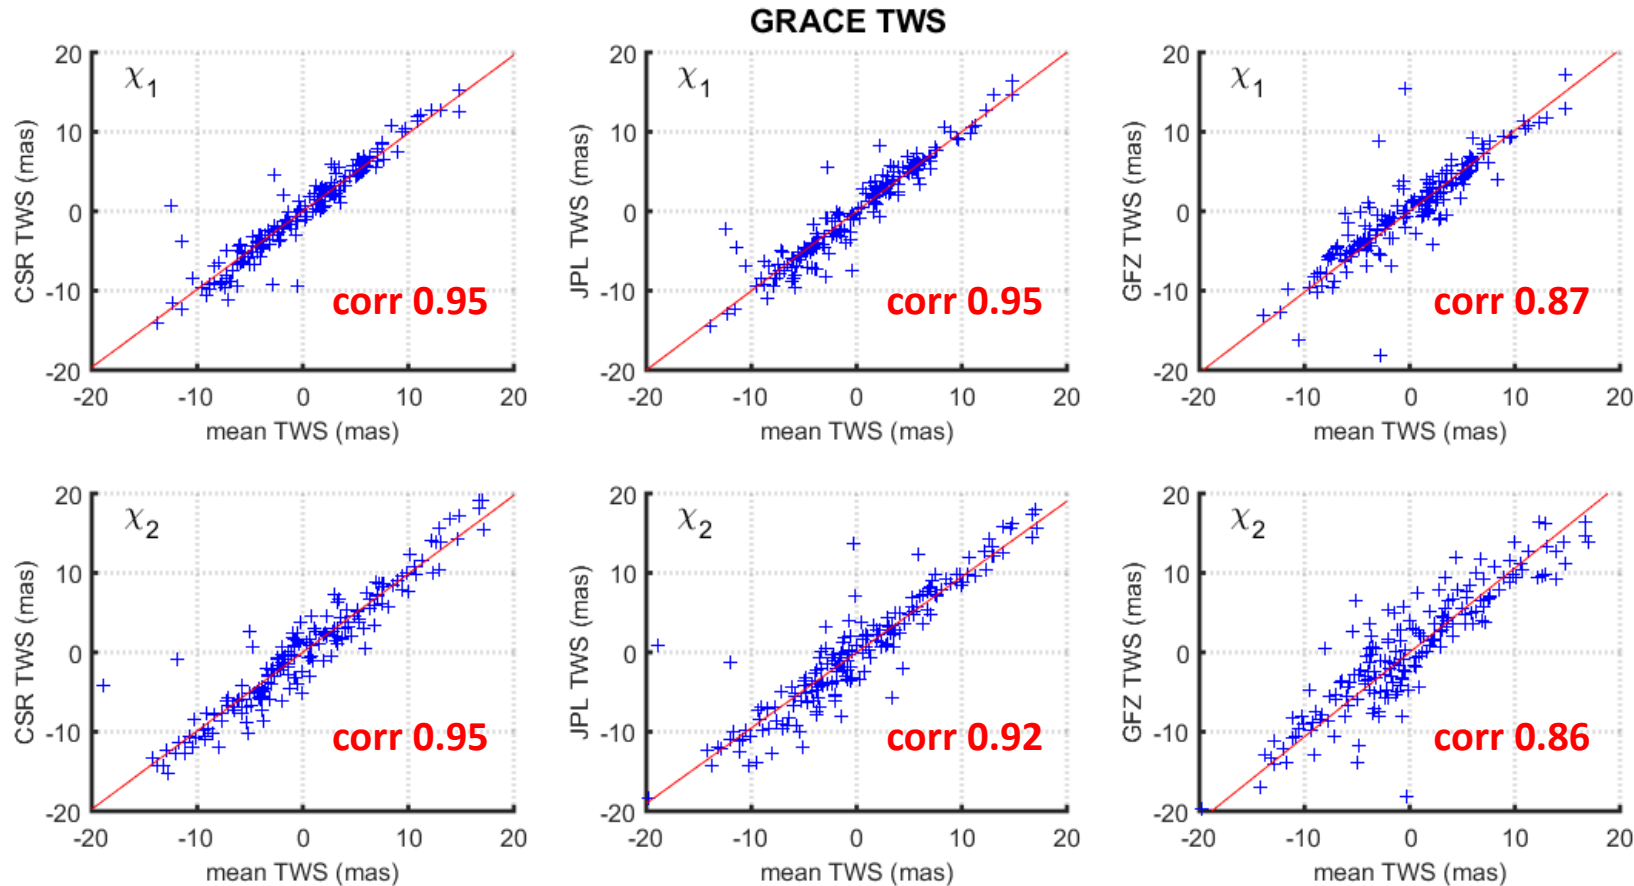 GRACE TWS
χ1
20
10
0
-10
-20
CSR TWS (mas)
corr 0.95
-20 -10 0 10 20
mean TWS (mas)
χ1
20
10
0
-10
-20
JPL TWS (mas)
corr 0.95
-20 -10 0 10 20
mean TWS (mas)
χ1
20
10
0
-10
-20
GFZ TWS (mas)
corr 0.87
-20 -10 0 10 20
mean TWS (mas)
χ2
20
10
0
-10
-20
CSR TWS (mas)
corr 0.95
-20 -10 0 10 20
mean TWS (mas)
χ2
20
10
0
-10
-20
JPL TWS (mas)
corr 0.92
-20 -10 0 10 20
mean TWS (mas)
χ2
20
10
0
-10
-20
GFZ TWS (mas)
corr 0.86
-20 -10 0 10 20
mean TWS (mas)